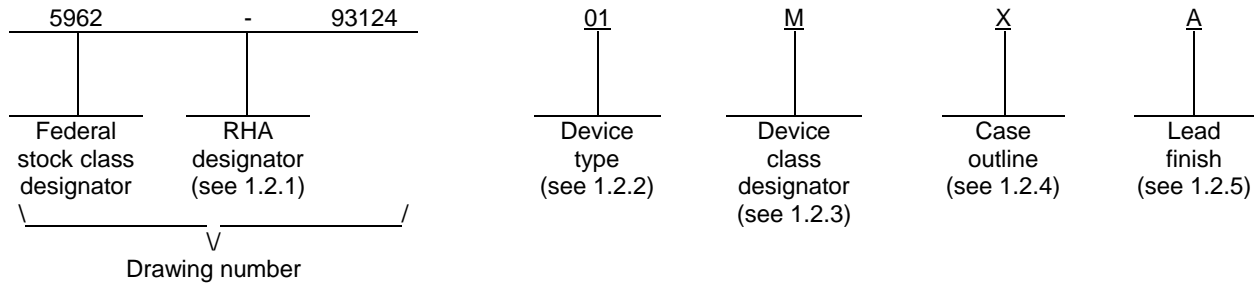 5962 - 93124 01 M X A
Federal stock class designator
RHA designator (see 1.2.1)
Device type (see 1.2.2)
Device class designator (see 1.2.3)
Case outline (see 1.2.4)
Lead finish (see 1.2.5)
Drawing number